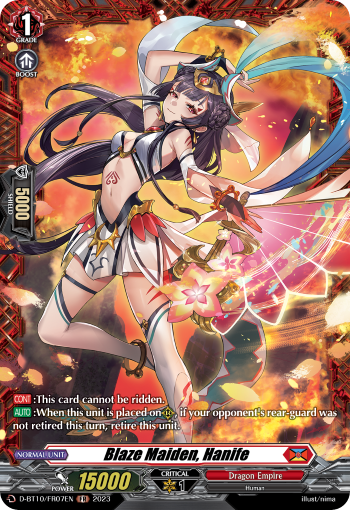 1
GRADE
BOOST
5000
SHIELD
CONT :This card cannot be ridden.
AUTO :When this unit is placed on R, if your opponent's rear-guard was
not retired this turn, retire this unit.
NORMAL UNIT
Blaze Maiden, Hanife
POWER 15000
CRITICAL
1
Dragon Empire
Human
D-BT10/FR07EN FR 2023
illust/nima